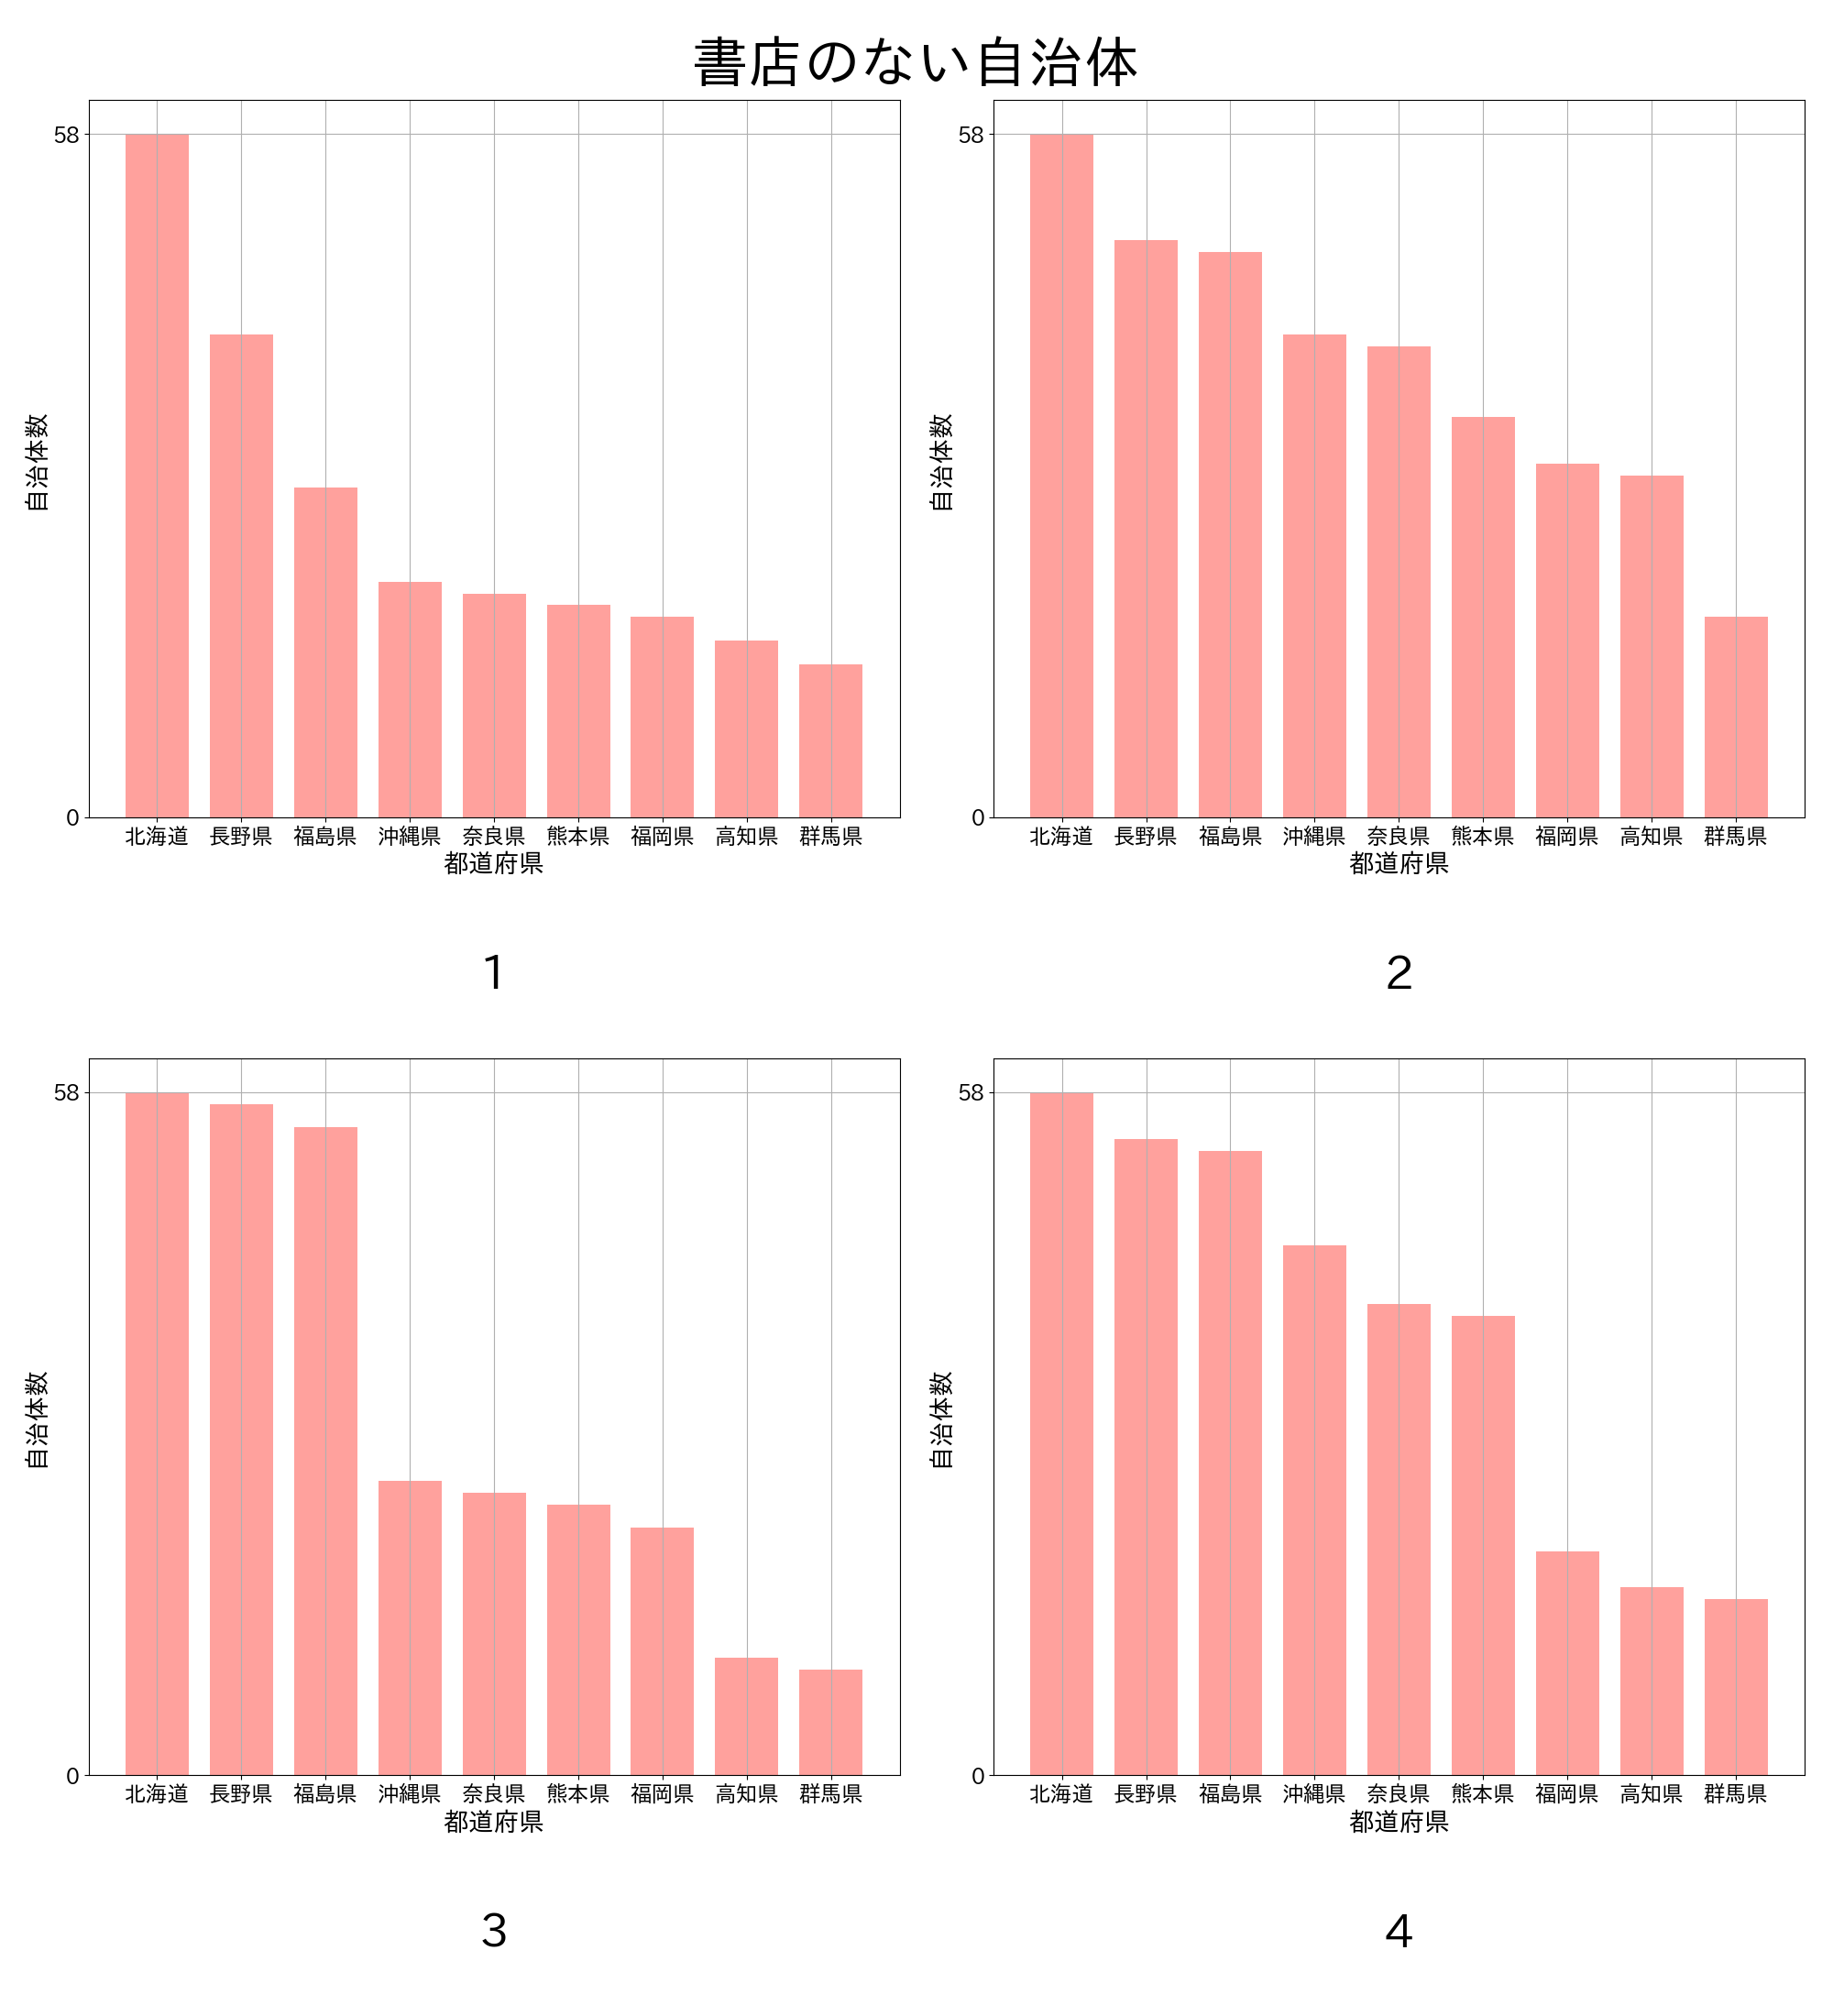 書店のない自治体
58
0
自治体数
北海道 長野県 福島県 沖縄県 奈良県 熊本県 福岡県 高知県 群馬県
都道府県
1
58
0
自治体数
北海道 長野県 福島県 沖縄県 奈良県 熊本県 福岡県 高知県 群馬県
都道府県
2
58
0
自治体数
北海道 長野県 福島県 沖縄県 奈良県 熊本県 福岡県 高知県 群馬県
都道府県
3
58
0
自治体数
北海道 長野県 福島県 沖縄県 奈良県 熊本県 福岡県 高知県 群馬県
都道府県
4